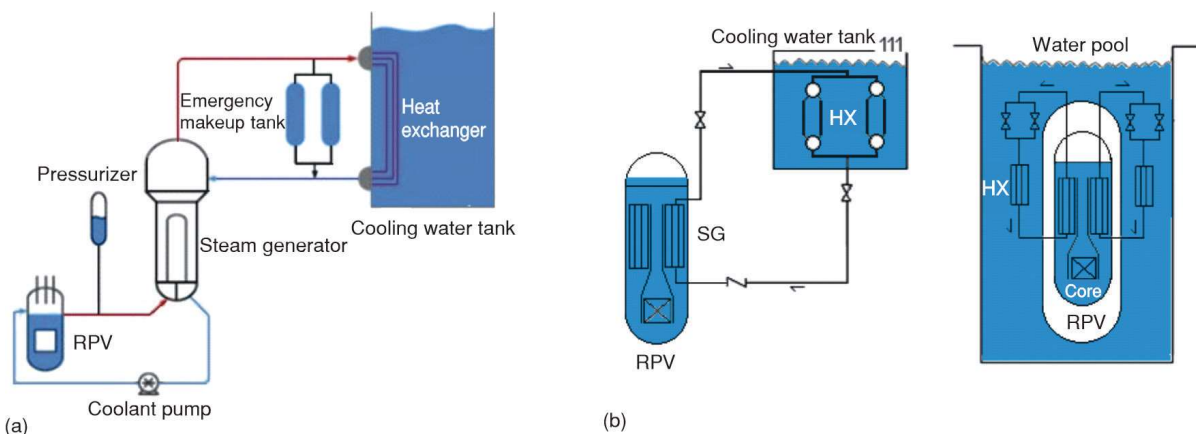 Emergency
makeup tank
Heat
exchanger
Pressurizer
Cooling water tank
Steam generator
RPV
Coolant pump
(a)
Cooling water tank
HX
SG
RPV
(b)
Water pool
HX
Core
RPV